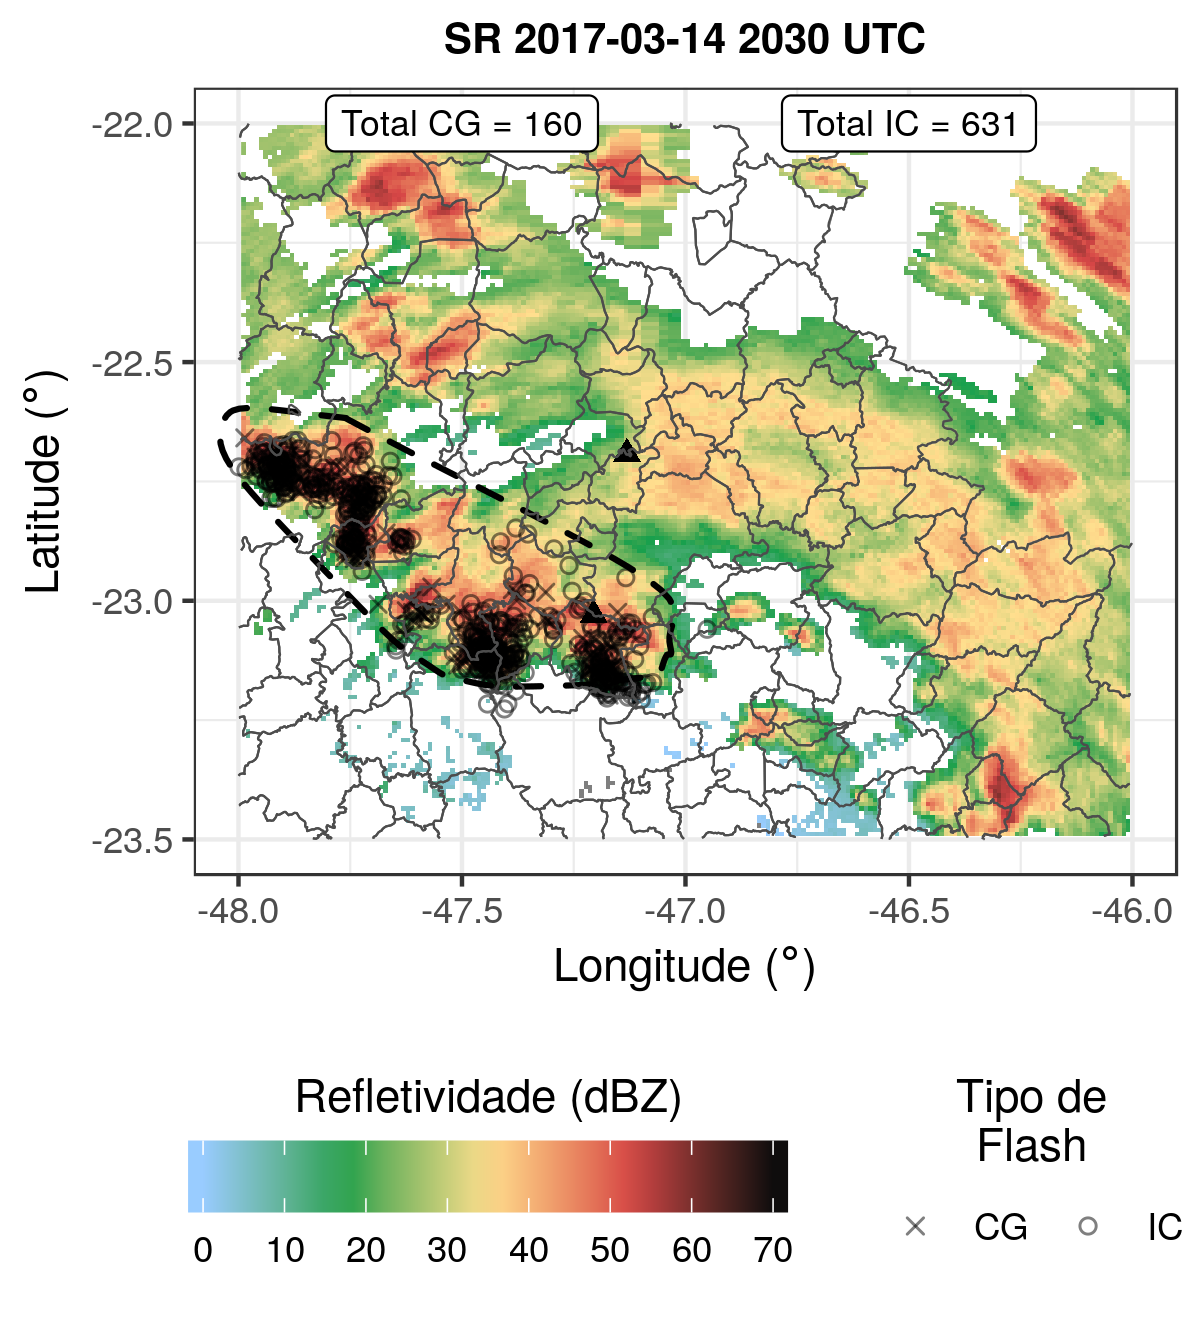 SR 2017-03-14 2030 UTC
Total CG = 160
Total IC = 631
-22.0
-22.5
-23.0
-23.5
Latitude (°)
-48.0
-47.5
-47.0
-46.5
-46.0
Longitude (°)
Refletividade (dBZ)
0 10 20 30 40 50 60 70
Tipo de
Flash
CG
IC